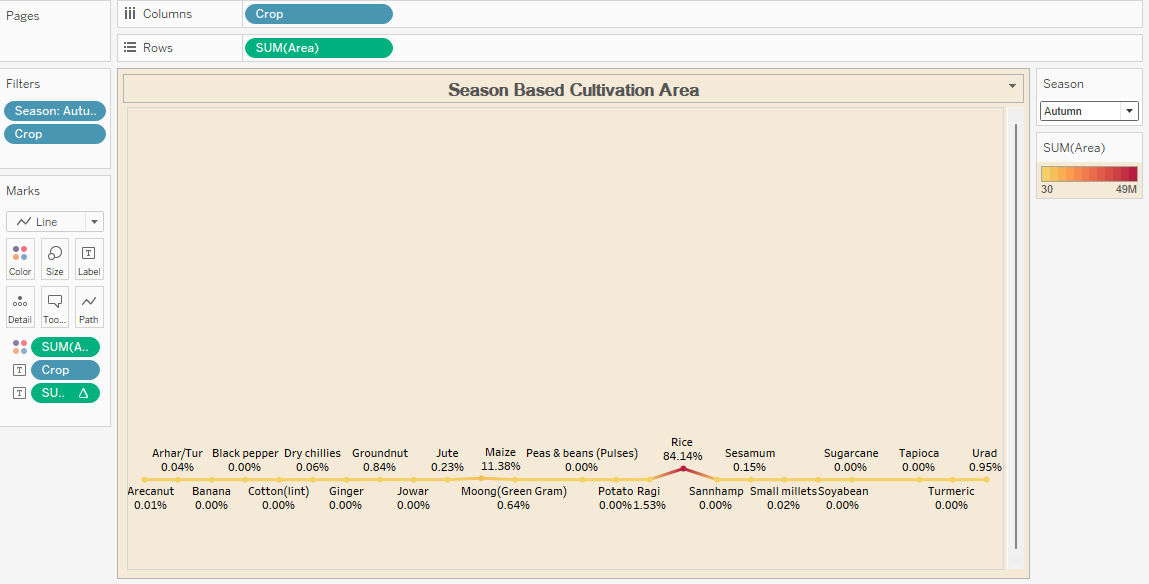 Pages
Columns
Crop
Rows
SUM(Area)
Filters
Season: Autu..
Crop
Marks
Line
Color
Size
Label
Detail
Too...
Path
SUM(A..
Crop
SU.. Δ
Season Based Cultivation Area
Arhar/Tur
0.04%
Black pepper
0.00%
Dry chillies
0.06%
Groundnut
0.84%
Jute
0.23%
Maize
11.38%
Peas & beans (Pulses)
0.00%
Rice
84.14%
Sesamum
0.15%
Sugarcane
0.00%
Tapioca
0.00%
Urad
0.95%
Arecanut
0.01%
Banana
0.00%
Cotton(lint)
0.00%
Ginger
0.00%
Jowar
0.00%
Moong(Green Gram)
0.64%
Potato
0.00%
Ragi
1.53%
Sannhamp
0.00%
Small millets
0.02%
Soyabean
0.00%
Turmeric
0.00%
Season
Autumn
SUM(Area)
30
49M